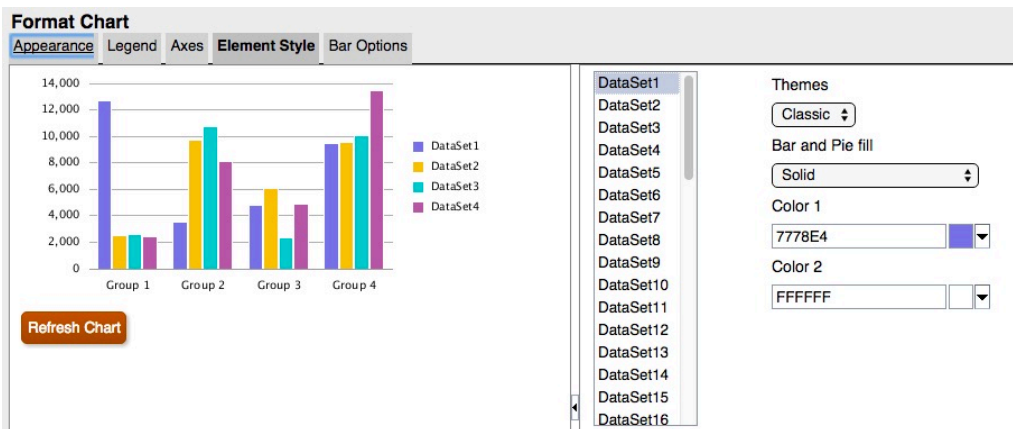 Format Chart
Appearance Legend Axes Element Style Bar Options
14,000
12,000
10,000
8,000
6,000
4,000
2,000
0
Group 1 Group 2 Group 3 Group 4
DataSet1
DataSet2
DataSet3
DataSet4
Refresh Chart
DataSet1
DataSet2
DataSet3
DataSet4
DataSet5
DataSet6
DataSet7
DataSet8
DataSet9
DataSet10
DataSet11
DataSet12
DataSet13
DataSet14
DataSet15
DataSet16
Themes
Classic
Bar and Pie fill
Solid
Color 1
7778E4
Color 2
FFFFFF